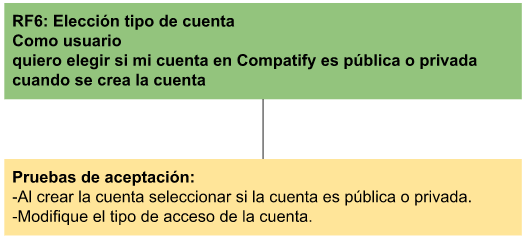 RF6: Elección tipo de cuenta
Como usuario
quiero elegir si mi cuenta en Compatify es pública o privada
cuando se crea la cuenta
Pruebas de aceptación:
-Al crear la cuenta seleccionar si la cuenta es pública o privada.
-Modifique el tipo de acceso de la cuenta.